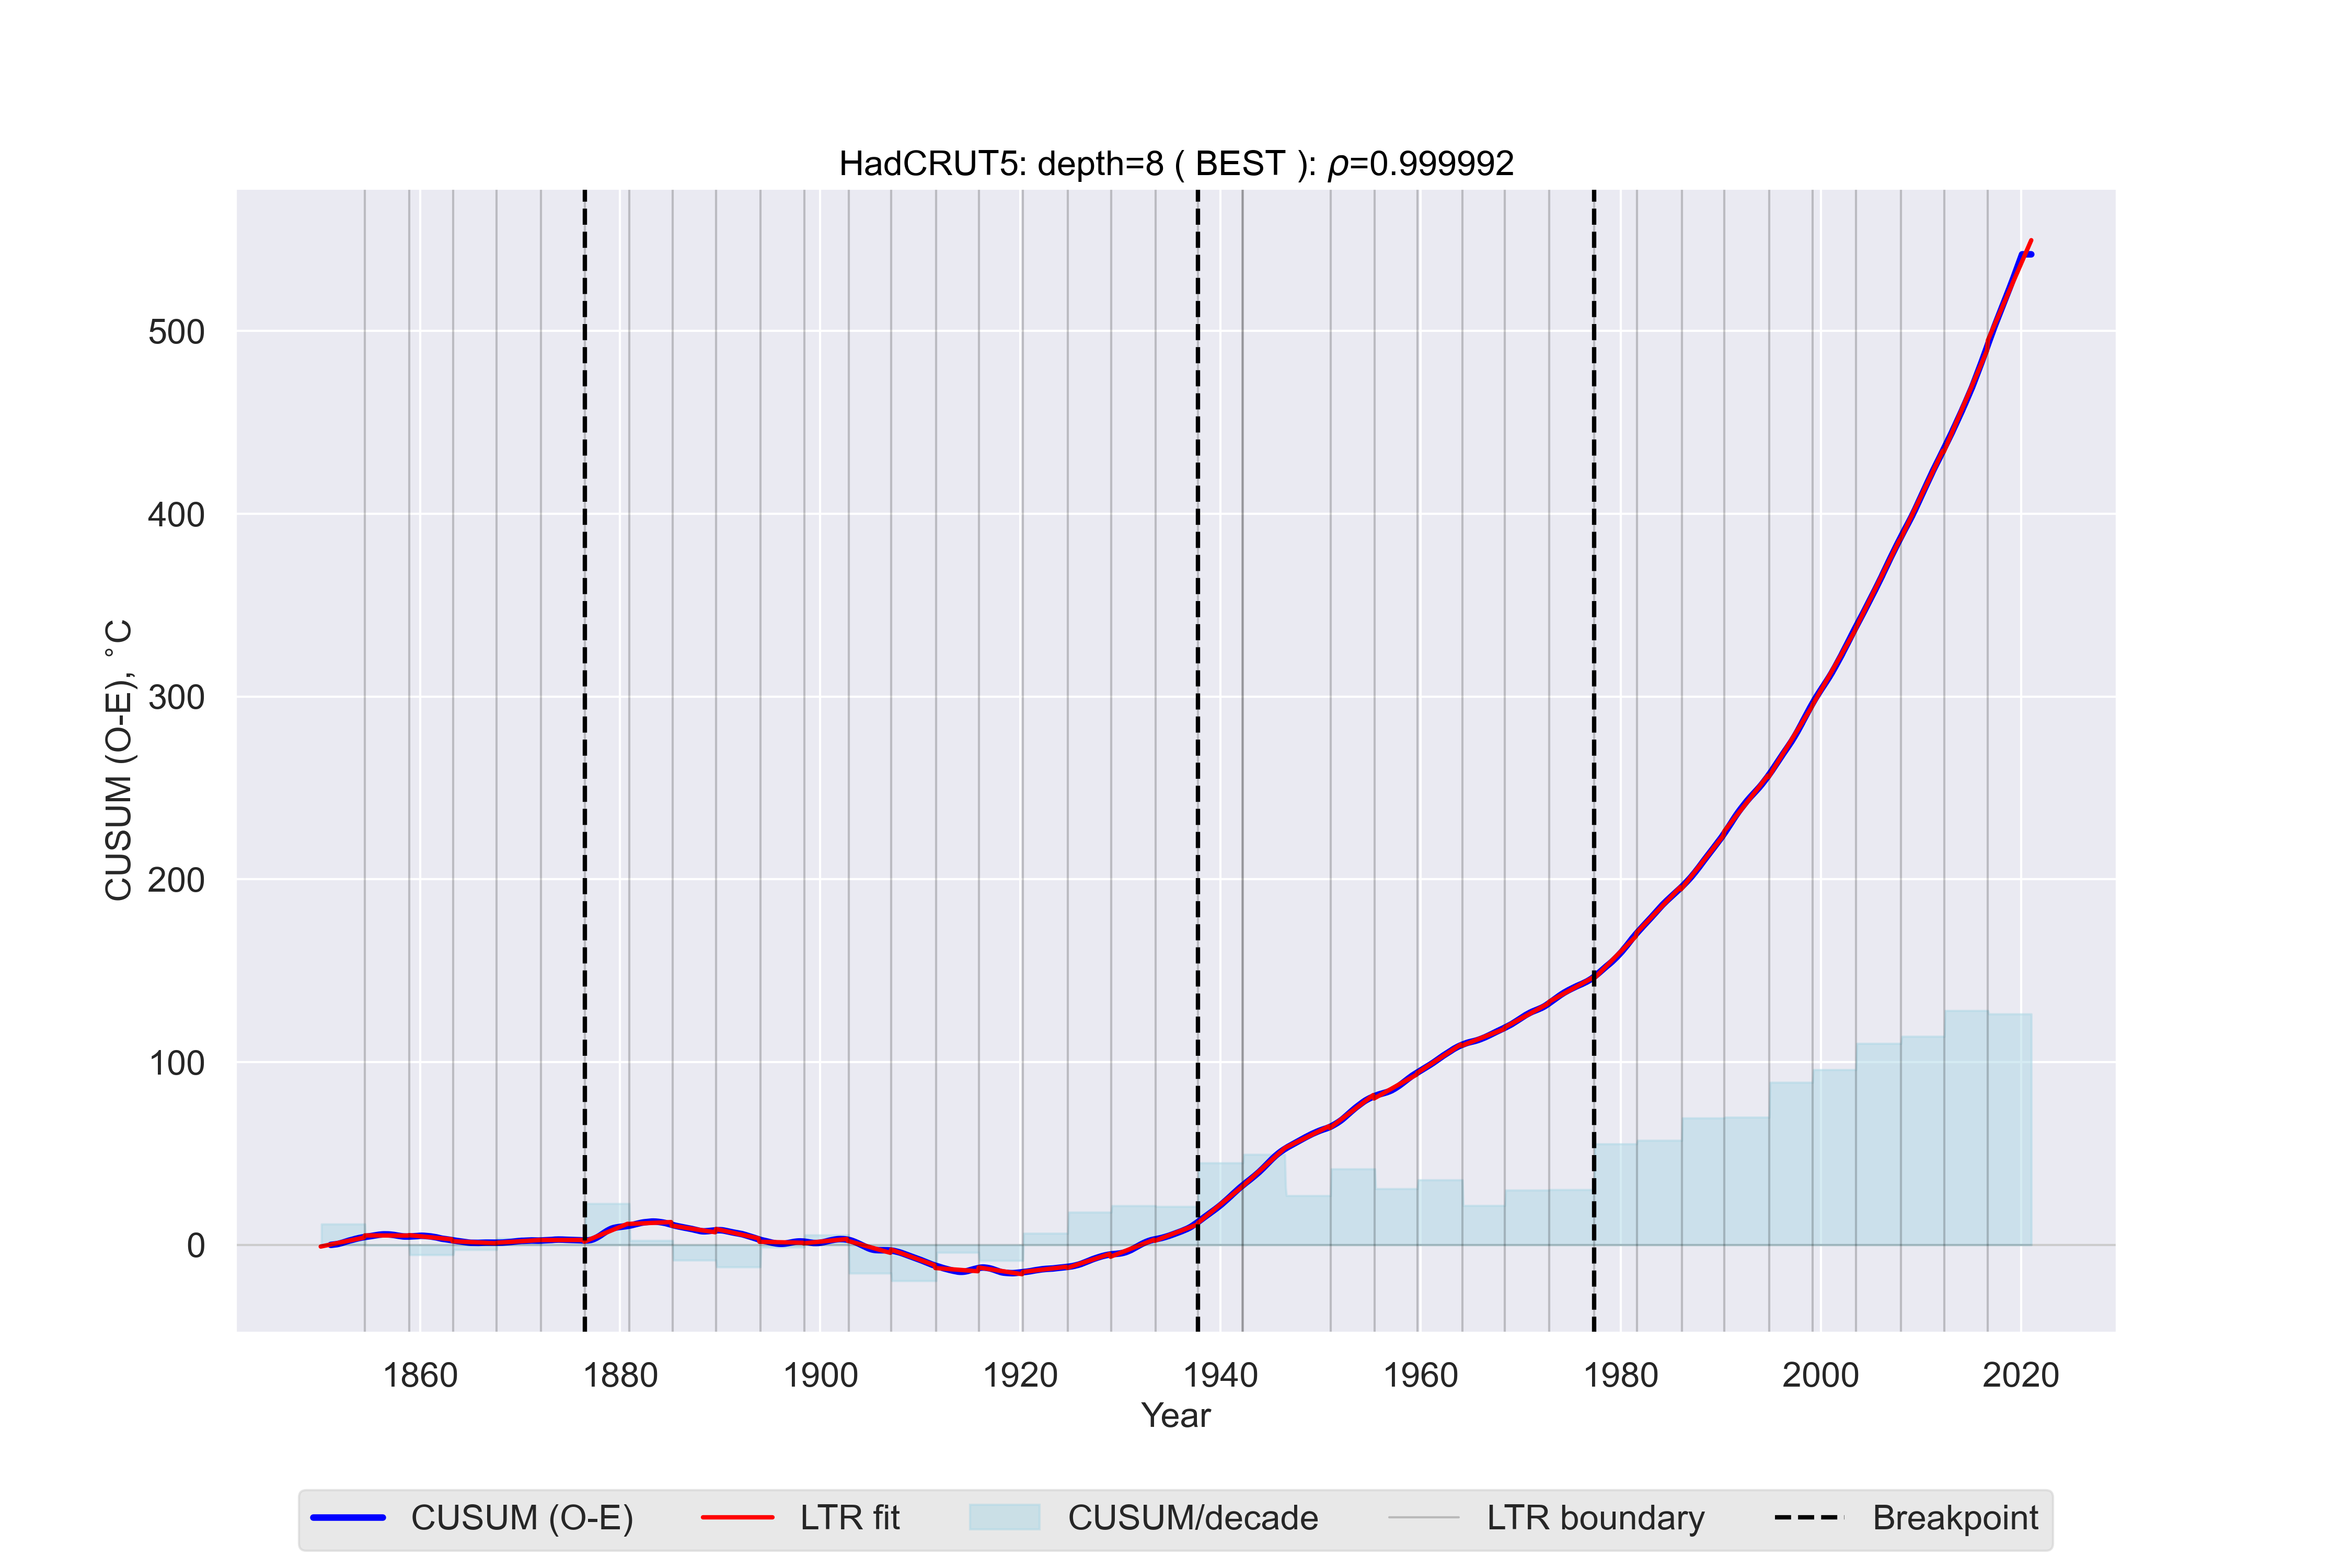 HadCRUT5: depth=8 ( BEST ): ρ=0.999992
CUSUM (O-E), °C
500
400
300
200
100
0
1860 1880 1900 1920 1940 1960 1980 2000 2020
Year
CUSUM (O-E) LTR fit CUSUM/decade LTR boundary Breakpoint